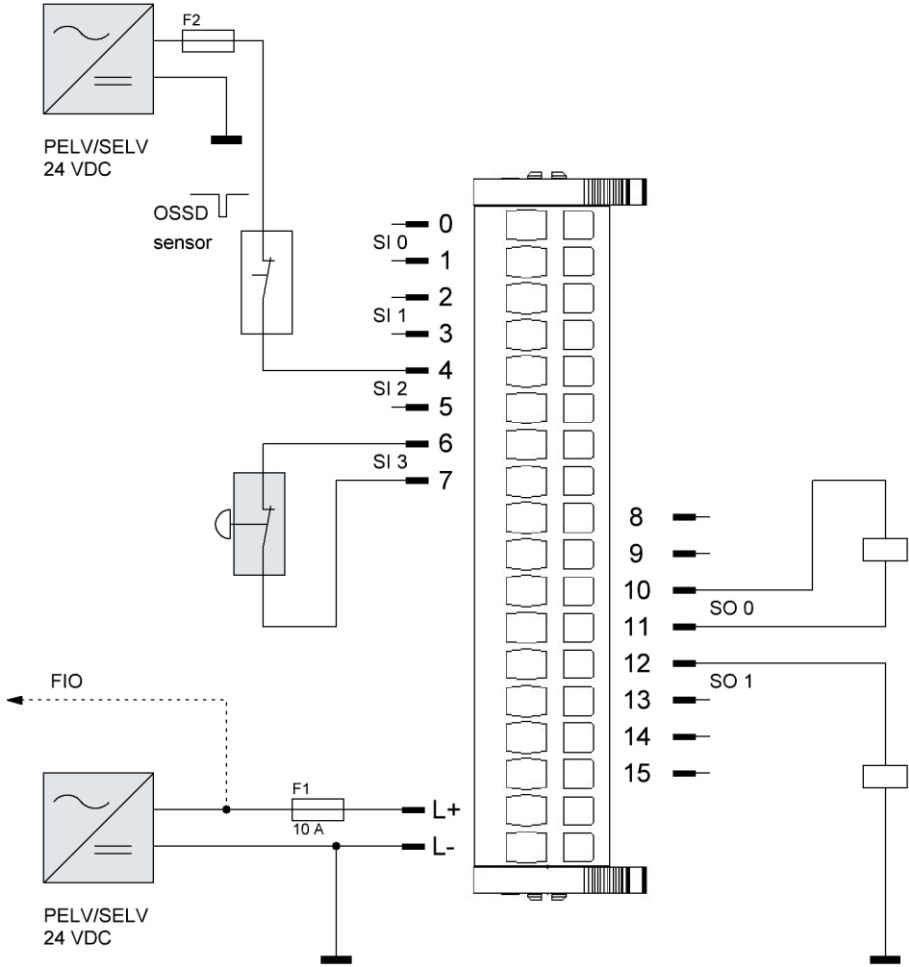 F2
PELV/SELV
24 VDC
OSSD
sensor
0
SI 0
1
2
SI 1
3
4
SI 2
5
6
SI 3
7
8
9
10
SO 0
11
12
SO 1
13
14
15
FIO
F1
10 A
L+
L-
PELV/SELV
24 VDC